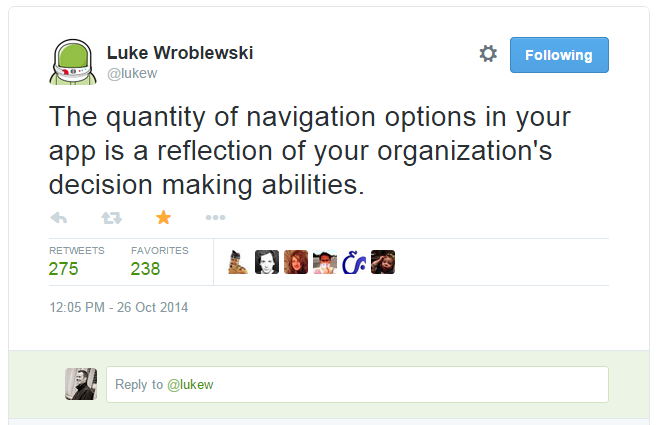 Luke Wroblewski
@lukew
Following
The quantity of navigation options in your
app is a reflection of your organization's
decision making abilities.
RETWEETS FAVORITES
275 238
12:05 PM - 26 Oct 2014
Reply to @lukew